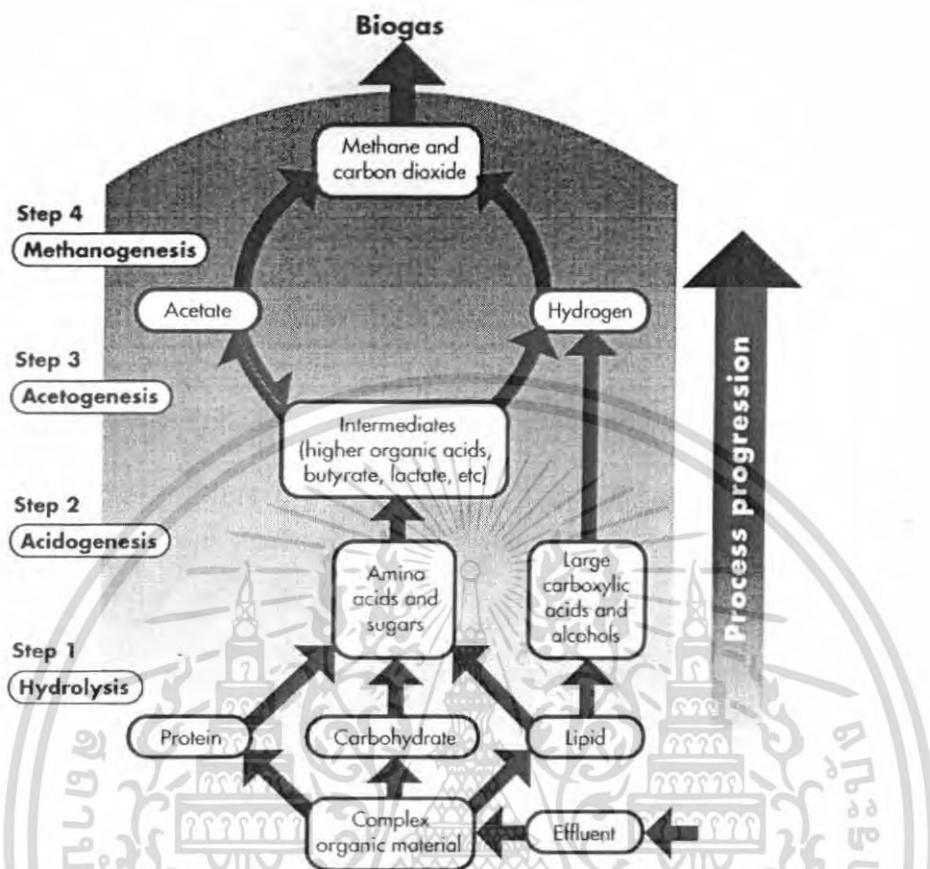 Biogas
Methane and
carbon dioxide
Step 4
Methanogenesis
Acetate
Hydrogen
Step 3
Acetogenesis
Intermediates
(higher organic acids,
butyrate, lactate, etc)
Step 2
Acidogenesis
Amina
acids and
sugars
Large
carboxylic
acids and
alcohols
Process progression
Step 1
Hydrolysis
Protein
Carbohydrate
Lipid
Complex
organic material
Effluent